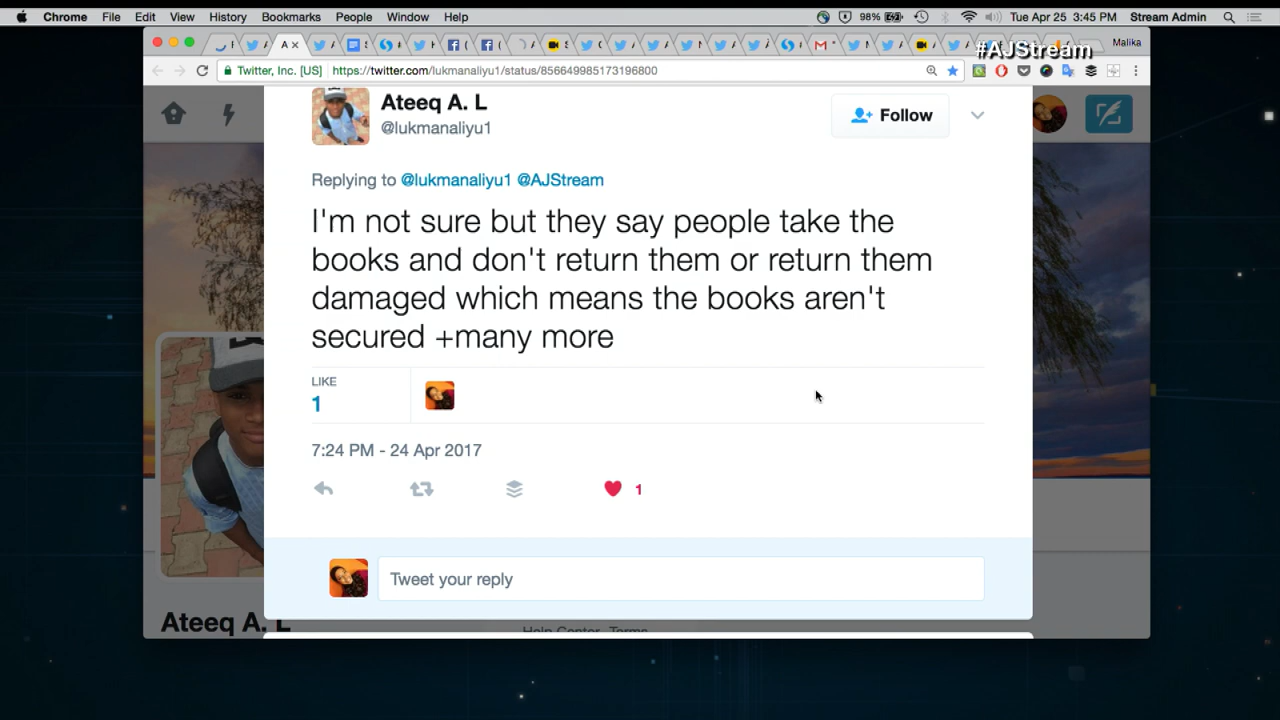 Chrome File Edit View History Bookmarks People Window Help 98% Tue Apr 25 3:45 PM Stream Admin
#AJStream
Malika
Twitter, Inc. [US] https://twitter.com/lukmanaliyu1/status/856649985173196800
Ateeq A. L
@lukmanaliyu1
Follow
Replying to @lukmanaliyu1 @AJStream
I'm not sure but they say people take the
books and don't return them or return them
damaged which means the books aren't
secured +many more
LIKE
1
7:24 PM - 24 Apr 2017
1
Tweet your reply
Ateeq A. L
Help Center Terms